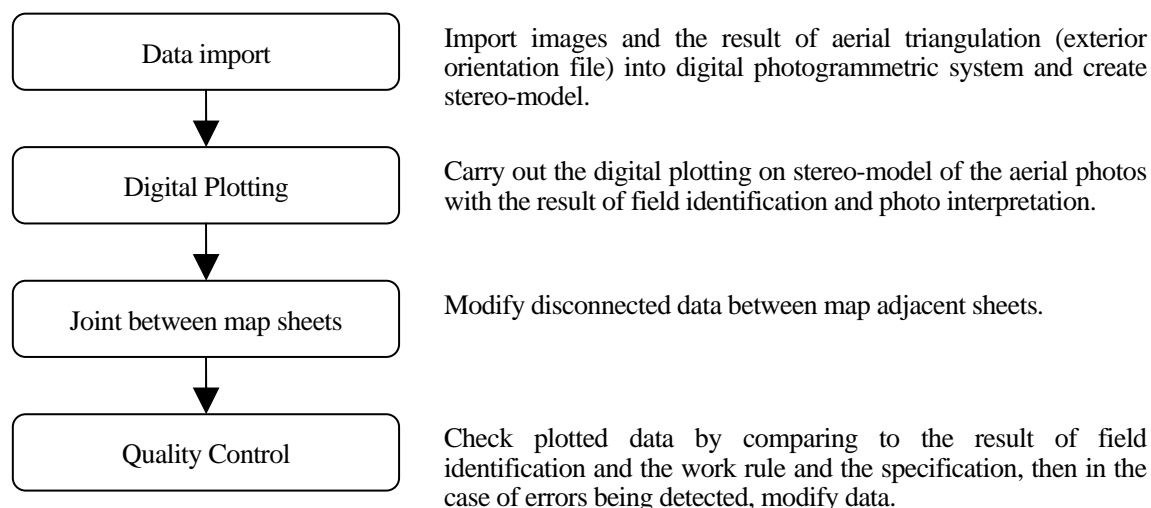 Data import
Import images and the result of aerial triangulation (exterior
orientation file) into digital photogrammetric system and create
stereo-model.
Digital Plotting
Carry out the digital plotting on stereo-model of the aerial photos
with the result of field identification and photo interpretation.
Joint between map sheets
Modify disconnected data between map adjacent sheets.
Quality Control
Check plotted data by comparing to the result of field
identification and the work rule and the specification, then in the
case of errors being detected, modify data.